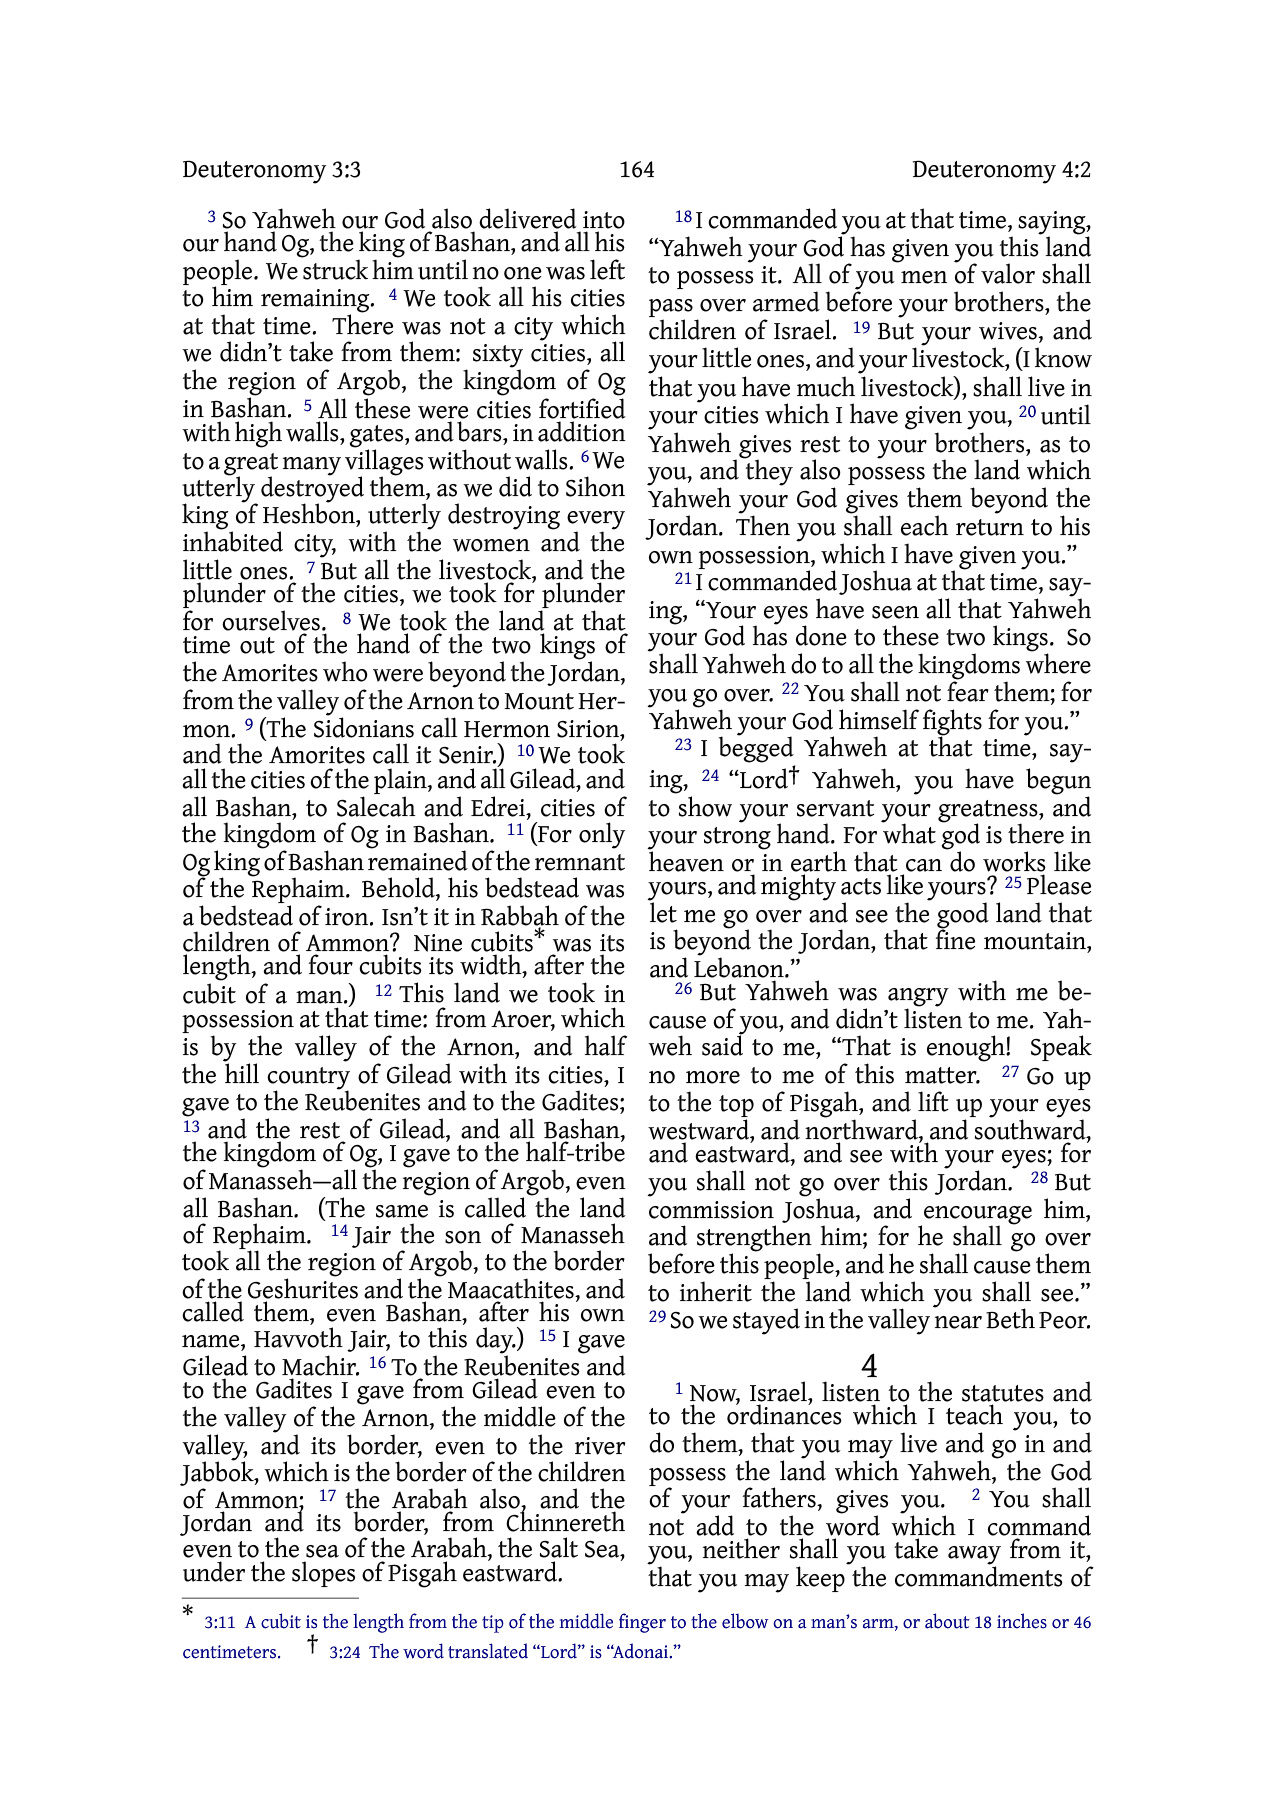 Deuteronomy 3:3
164
Deuteronomy 4:2
3 So Yahweh our God also delivered into
our hand Og, the king of Bashan, and all his
people. We struck him until no one was left
to him remaining. 4 We took all his cities
at that time. There was not a city which
we didn’t take from them: sixty cities, all
the region of Argob, the kingdom of Og
in Bashan. 5 All these were cities fortified
with high walls, gates, and bars, in addition
to a great many villages without walls. 6 We
utterly destroyed them, as we did to Sihon
king of Heshbon, utterly destroying every
inhabited city, with the women and the
little ones. 7 But all the livestock, and the
plunder of the cities, we took for plunder
for ourselves. 8 We took the land at that
time out of the hand of the two kings of
the Amorites who were beyond the Jordan,
from the valley of the Arnon to Mount Her-
mon. 9 (The Sidonians call Hermon Sirion,
and the Amorites call it Senir.) 10 We took
all the cities of the plain, and all Gilead, and
all Bashan, to Salecah and Edrei, cities of
the kingdom of Og in Bashan. 11 (For only
Og king of Bashan remained of the remnant
of the Rephaim. Behold, his bedstead was
a bedstead of iron. Isn’t it in Rabbah of the
children of Ammon? Nine cubits* was its
length, and four cubits its width, after the
cubit of a man.) 12 This land we took in
possession at that time: from Aroer, which
is by the valley of the Arnon, and half
the hill country of Gilead with its cities, I
gave to the Reubenites and to the Gadites;
13 and the rest of Gilead, and all Bashan,
the kingdom of Og, I gave to the half-tribe
of Manasseh—all the region of Argob, even
all Bashan. (The same is called the land
of Rephaim. 14 Jair the son of Manasseh
took all the region of Argob, to the border
of the Geshurites and the Maacathites, and
called them, even Bashan, after his own
name, Havvoth Jair, to this day.) 15 I gave
Gilead to Machir. 16 To the Reubenites and
to the Gadites I gave from Gilead even to
the valley of the Arnon, the middle of the
valley, and its border, even to the river
Jabbok, which is the border of the children
of Ammon; 17 the Arabah also, and the
Jordan and its border, from Chinnereth
even to the sea of the Arabah, the Salt Sea,
under the slopes of Pisgah eastward.
18 I commanded you at that time, saying,
“Yahweh your God has given you this land
to possess it. All of you men of valor shall
pass over armed before your brothers, the
children of Israel. 19 But your wives, and
your little ones, and your livestock, (I know
that you have much livestock), shall live in
your cities which I have given you, 20 until
Yahweh gives rest to your brothers, as to
you, and they also possess the land which
Yahweh your God gives them beyond the
Jordan. Then you shall each return to his
own possession, which I have given you.”
21 I commanded Joshua at that time, say-
ing, “Your eyes have seen all that Yahweh
your God has done to these two kings. So
shall Yahweh do to all the kingdoms where
you go over. 22 You shall not fear them; for
Yahweh your God himself fights for you.”
23 I begged Yahweh at that time, say-
ing, 24 “Lord† Yahweh, you have begun
to show your servant your greatness, and
your strong hand. For what god is there in
heaven or in earth that can do works like
yours, and mighty acts like yours? 25 Please
let me go over and see the good land that
is beyond the Jordan, that fine mountain,
and Lebanon.”
26 But Yahweh was angry with me be-
cause of you, and didn’t listen to me. Yah-
weh said to me, “That is enough! Speak
no more to me of this matter. 27 Go up
to the top of Pisgah, and lift up your eyes
westward, and northward, and southward,
and eastward, and see with your eyes; for
you shall not go over this Jordan. 28 But
commission Joshua, and encourage him,
and strengthen him; for he shall go over
before this people, and he shall cause them
to inherit the land which you shall see.”
29 So we stayed in the valley near Beth Peor.
4
1 Now, Israel, listen to the statutes and
to the ordinances which I teach you, to
do them, that you may live and go in and
possess the land which Yahweh, the God
of your fathers, gives you. 2 You shall
not add to the word which I command
you, neither shall you take away from it,
that you may keep the commandments of
* 3:11 A cubit is the length from the tip of the middle finger to the elbow on a man’s arm, or about 18 inches or 46
centimeters. † 3:24 The word translated “Lord” is “Adonai.”